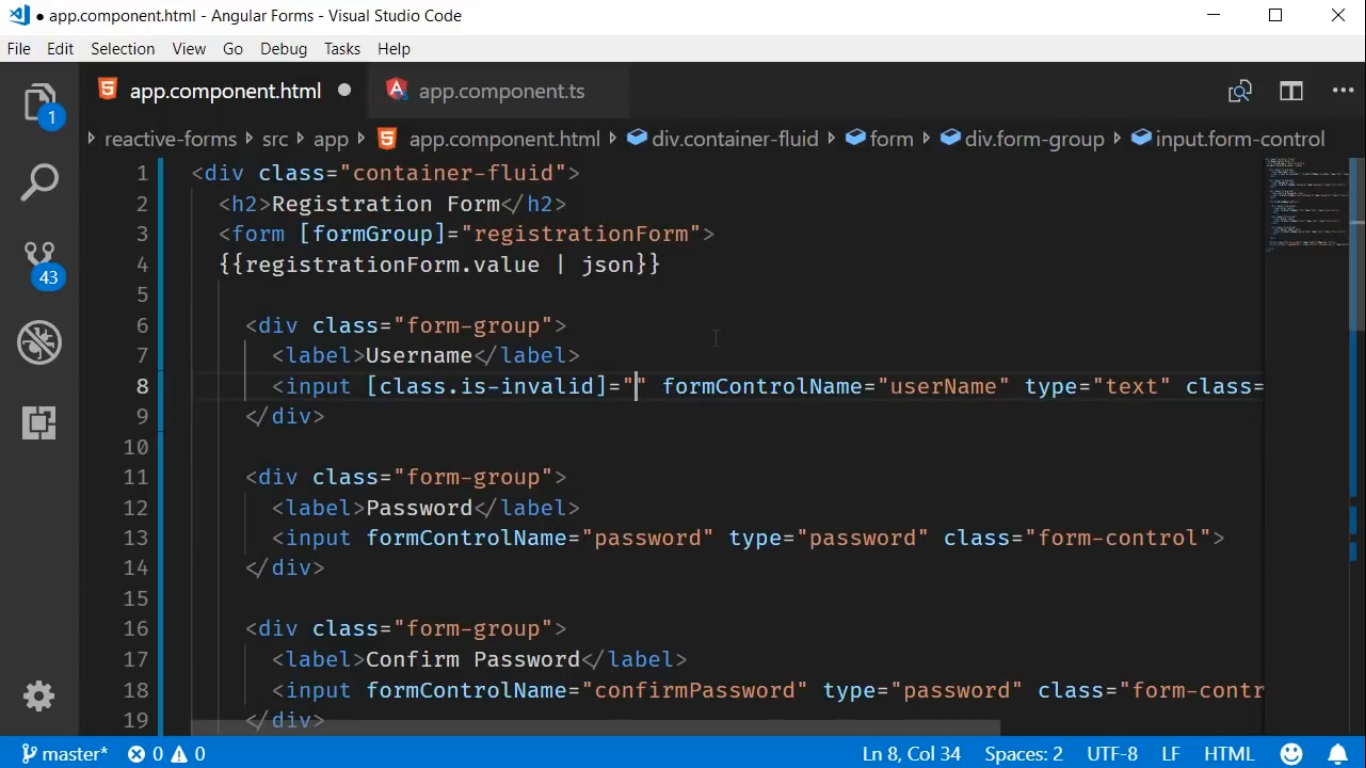 ● app.component.html - Angular Forms - Visual Studio Code
File Edit Selection View Go Debug Tasks Help
app.component.html ● app.component.ts
1
reactive-forms src app app.component.html div.container-fluid form div.form-group input.form-control
1 <div class="container-fluid">
2 <h2>Registration Form</h2>
3 <form [formGroup]="registrationForm">
4 {{registrationForm.value | json}}
5
6 <div class="form-group">
7 <label>Username</label>
8 <input [class.is-invalid]="" formControlName="userName" type="text" class=
9 </div>
10
11 <div class="form-group">
12 <label>Password</label>
13 <input formControlName="password" type="password" class="form-control">
14 </div>
15
16 <div class="form-group">
17 <label>Confirm Password</label>
18 <input formControlName="confirmPassword" type="password" class="form-contr
19 </div>
43
master* 0 0 Ln 8, Col 34 Spaces: 2 UTF-8 LF HTML